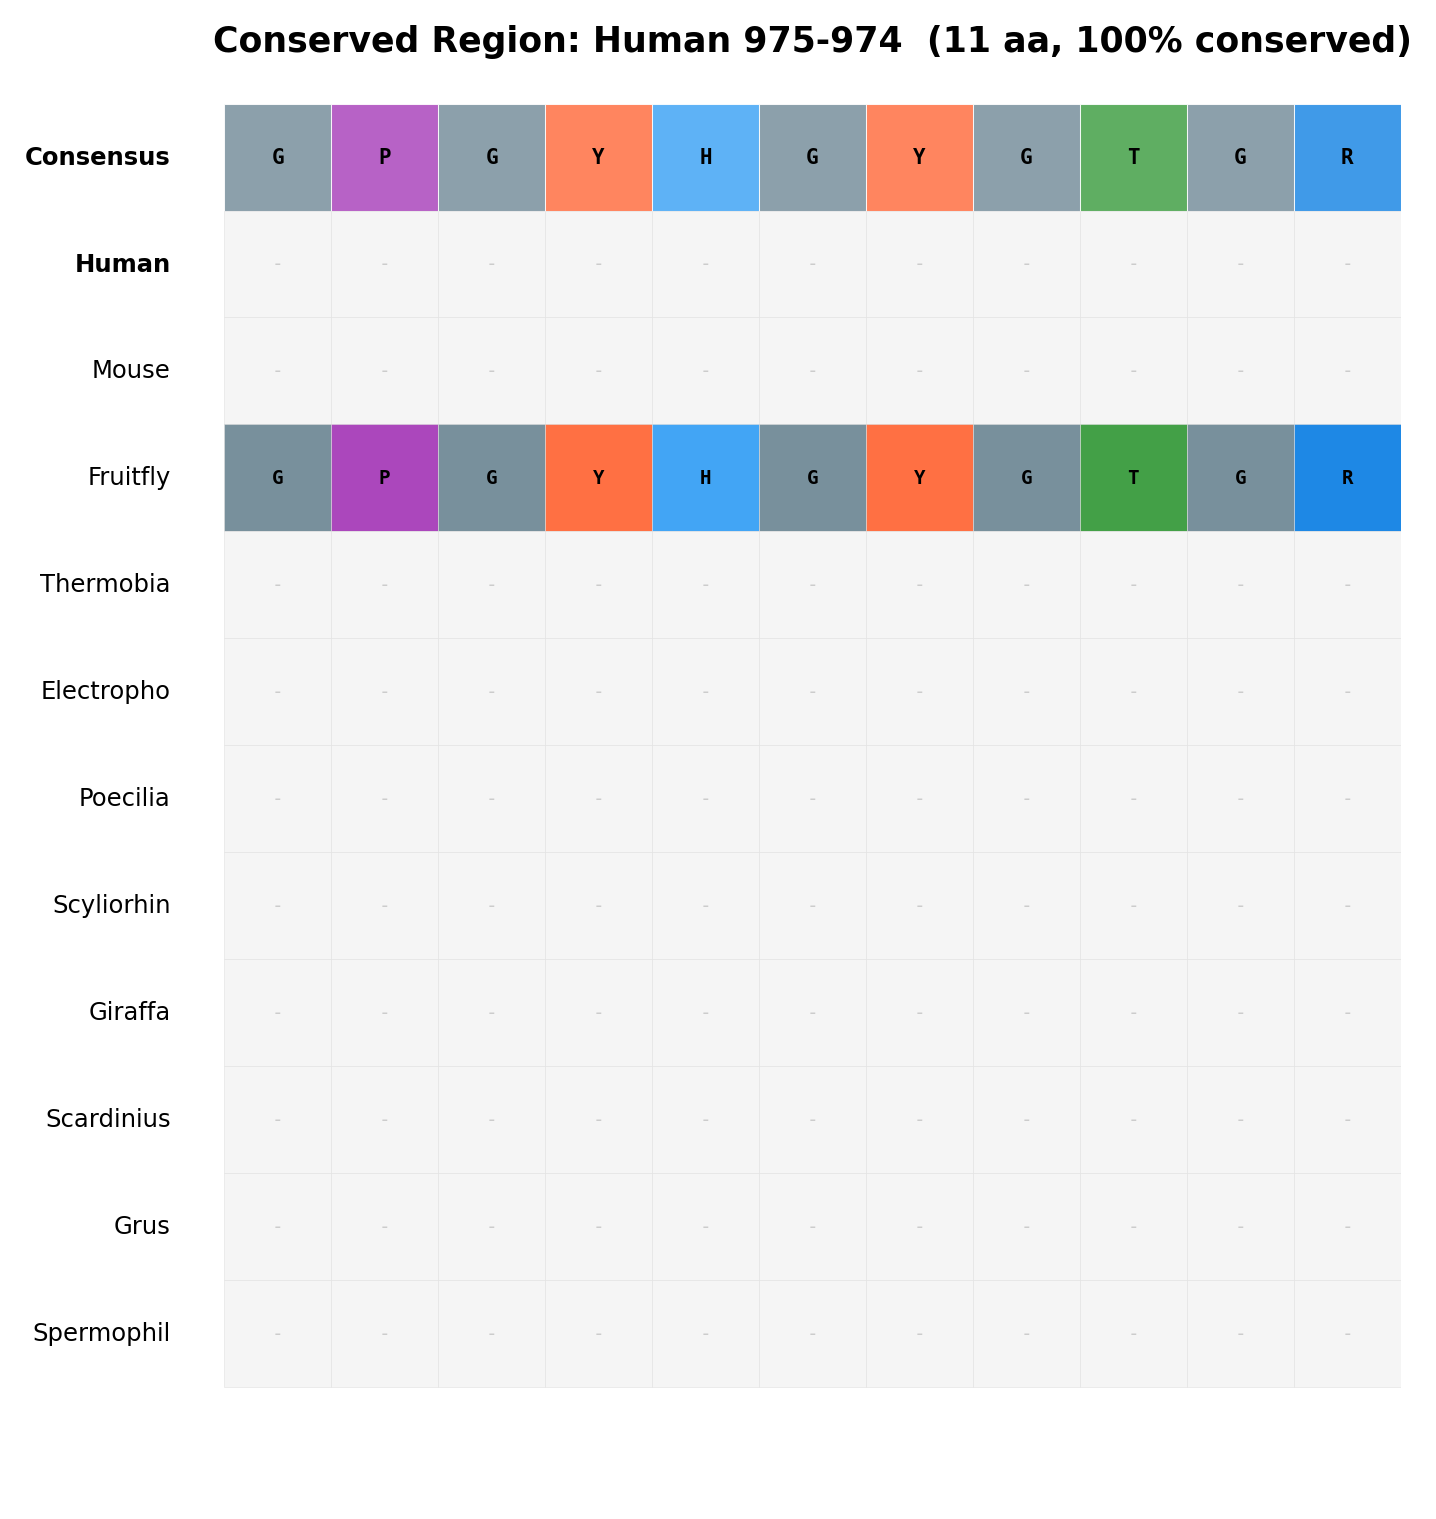 Conserved Region: Human 975-974 (11 aa, 100% conserved)
Consensus G P G Y H G Y G T G R
Human - - - - - - - - - - -
Mouse - - - - - - - - - - -
Fruitfly G P G Y H G Y G T G R
Thermobia - - - - - - - - - - -
Electropho - - - - - - - - - - -
Poecilia - - - - - - - - - - -
Scyliorhin - - - - - - - - - - -
Giraffa - - - - - - - - - - -
Scardinius - - - - - - - - - - -
Grus - - - - - - - - - - -
Spermophil - - - - - - - - - - -